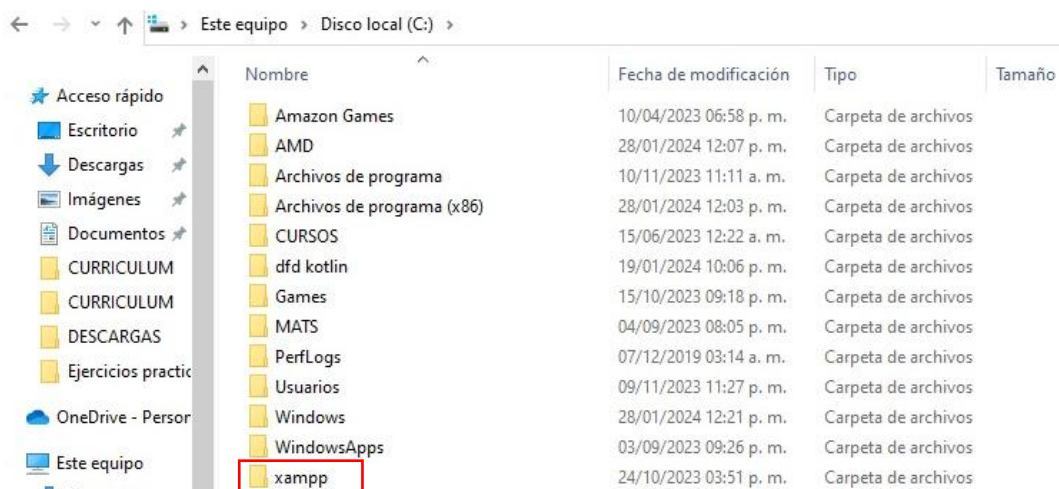 Este equipo > Disco local (C:) >
Nombre Fecha de modificación Tipo Tamaño
Acceso rápido
Escritorio
Descargas
Imágenes
Documentos
CURRICULUM
CURRICULUM
DESCARGAS
Ejercicios practic
OneDrive - Person
Este equipo
Amazon Games 10/04/2023 06:58 p. m. Carpeta de archivos
AMD 28/01/2024 12:07 p. m. Carpeta de archivos
Archivos de programa 10/11/2023 11:11 a. m. Carpeta de archivos
Archivos de programa (x86) 28/01/2024 12:03 p. m. Carpeta de archivos
CURSOS 15/06/2023 12:22 a. m. Carpeta de archivos
dfd kotlin 19/01/2024 10:06 p. m. Carpeta de archivos
Games 15/10/2023 09:18 p. m. Carpeta de archivos
MATS 04/09/2023 08:05 p. m. Carpeta de archivos
PerfLogs 07/12/2019 03:14 a. m. Carpeta de archivos
Usuarios 09/11/2023 11:27 p. m. Carpeta de archivos
Windows 28/01/2024 12:21 p. m. Carpeta de archivos
WindowsApps 03/09/2023 09:26 p. m. Carpeta de archivos
xampp 24/10/2023 03:51 p. m. Carpeta de archivos